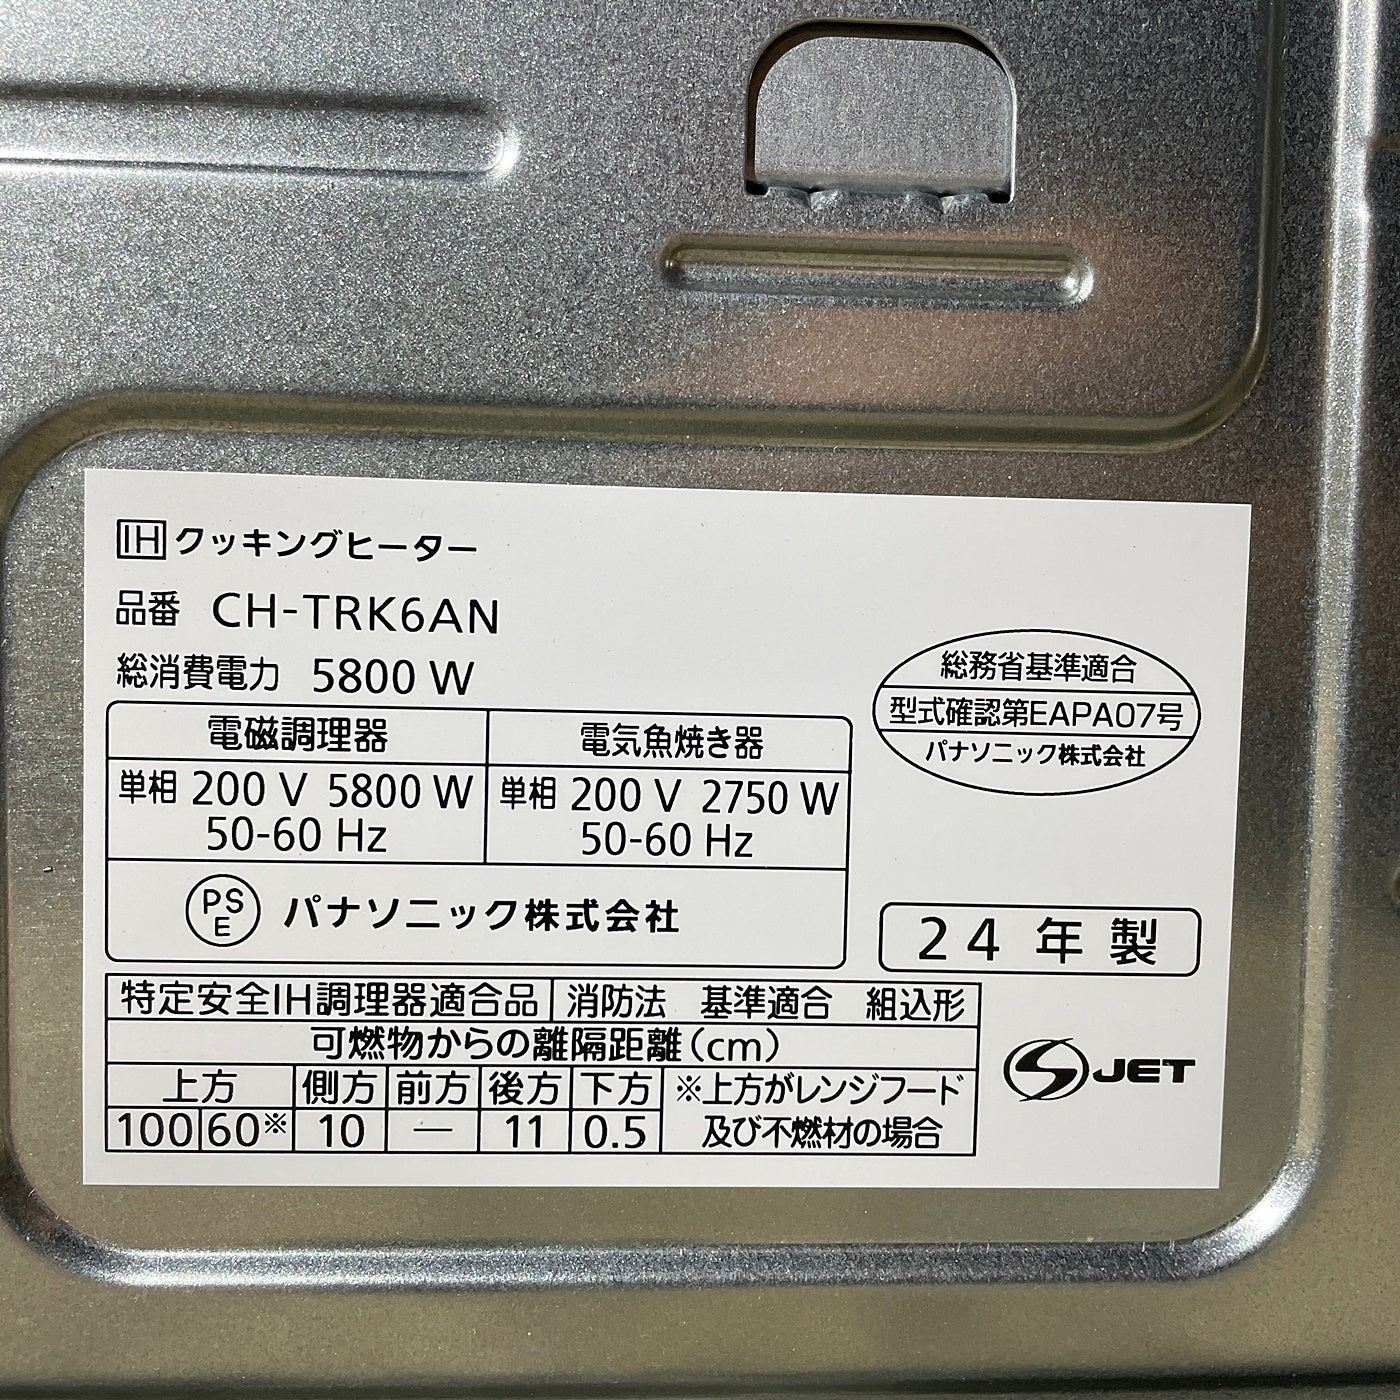 IHクッキングヒーター
品番 CH-TRK6AN
総消費電力 5800 W
電磁調理器 電気魚焼き器
単相 200 V 5800 W 単相 200 V 2750 W
50-60 Hz 50-60 Hz
PSE パナソニック株式会社
総務省基準適合
型式確認第EAPA07号
パナソニック株式会社
24年製
特定安全IH調理器適合品 消防法 基準適合 組込形
可燃物からの離隔距離(cm)
上方 側方 前方 後方 下方 ※上方がレンジフード
100 60※ 10 — 11 0.5 及び不燃材の場合
S JET